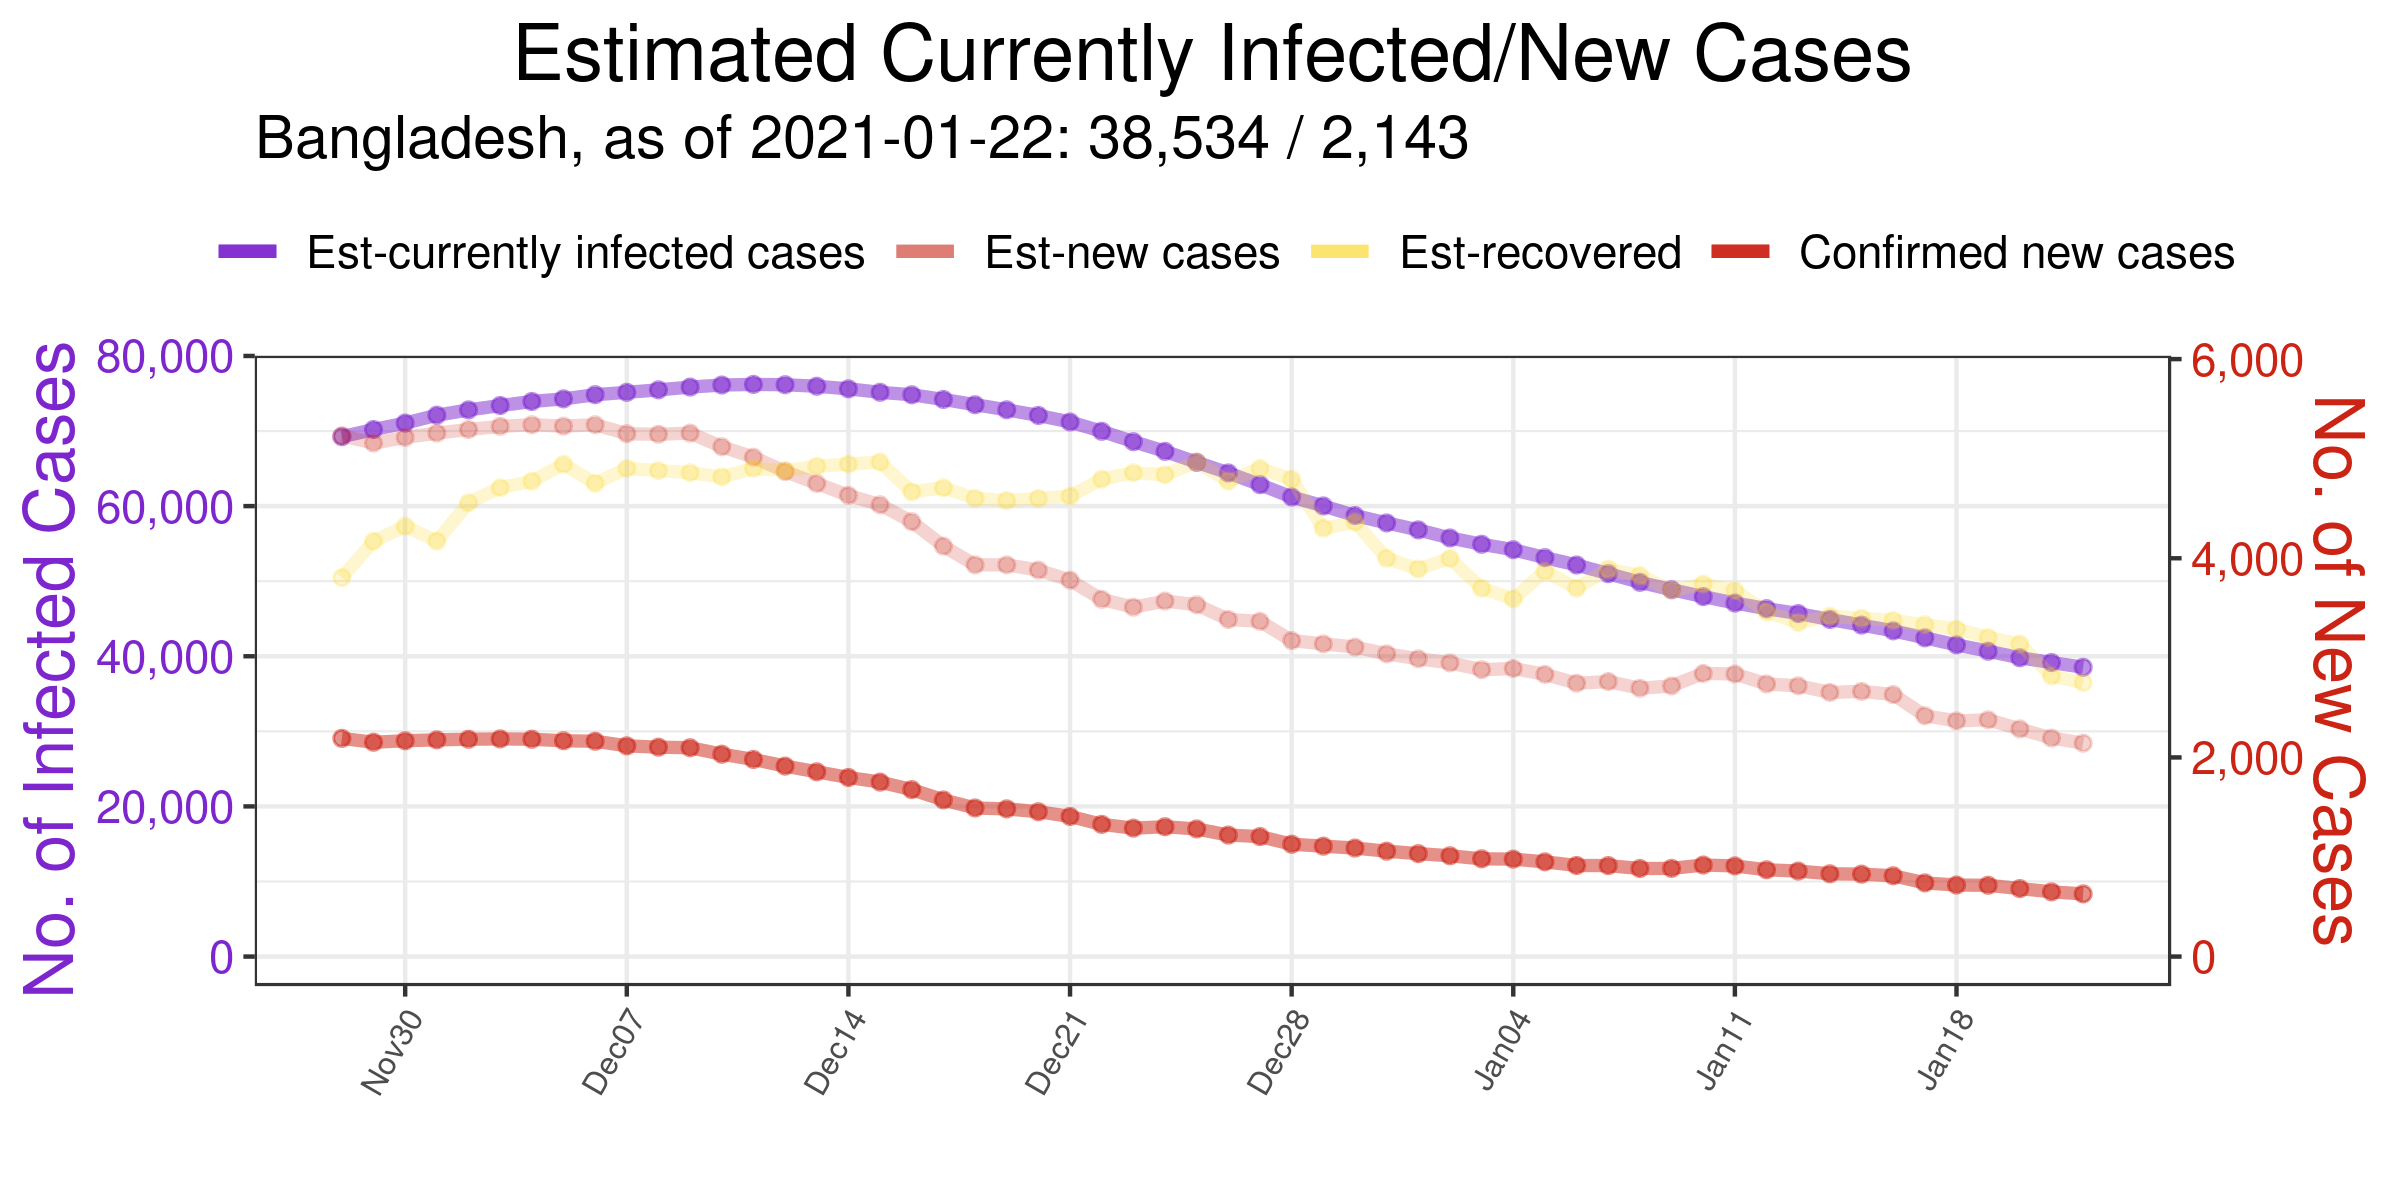 Estimated Currently Infected/New Cases
Bangladesh, as of 2021-01-22: 38,534 / 2,143
Est-currently infected cases Est-new cases Est-recovered Confirmed new cases
No. of Infected Cases
80,000
60,000
40,000
20,000
0
6,000
4,000
2,000
0
No. of New Cases
Nov30 Dec07 Dec14 Dec21 Dec28 Jan04 Jan11 Jan18